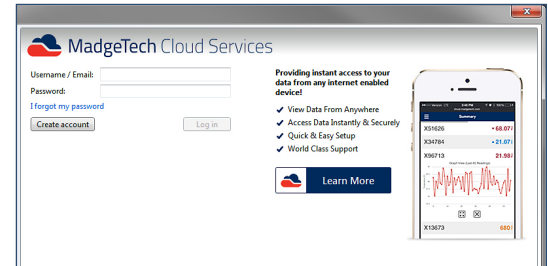 MadgeTech Cloud Services
Username / Email:
Password:
I forgot my password
Create account
Log in
Providing instant access to your
data from any internet enabled
device!
✓ View Data From Anywhere
✓ Access Data Instantly & Securely
✓ Quick & Easy Setup
✓ World Class Support
Learn More
Summary
X51626
68.07
X34784
21.07
X96713
21.98
X13673
680